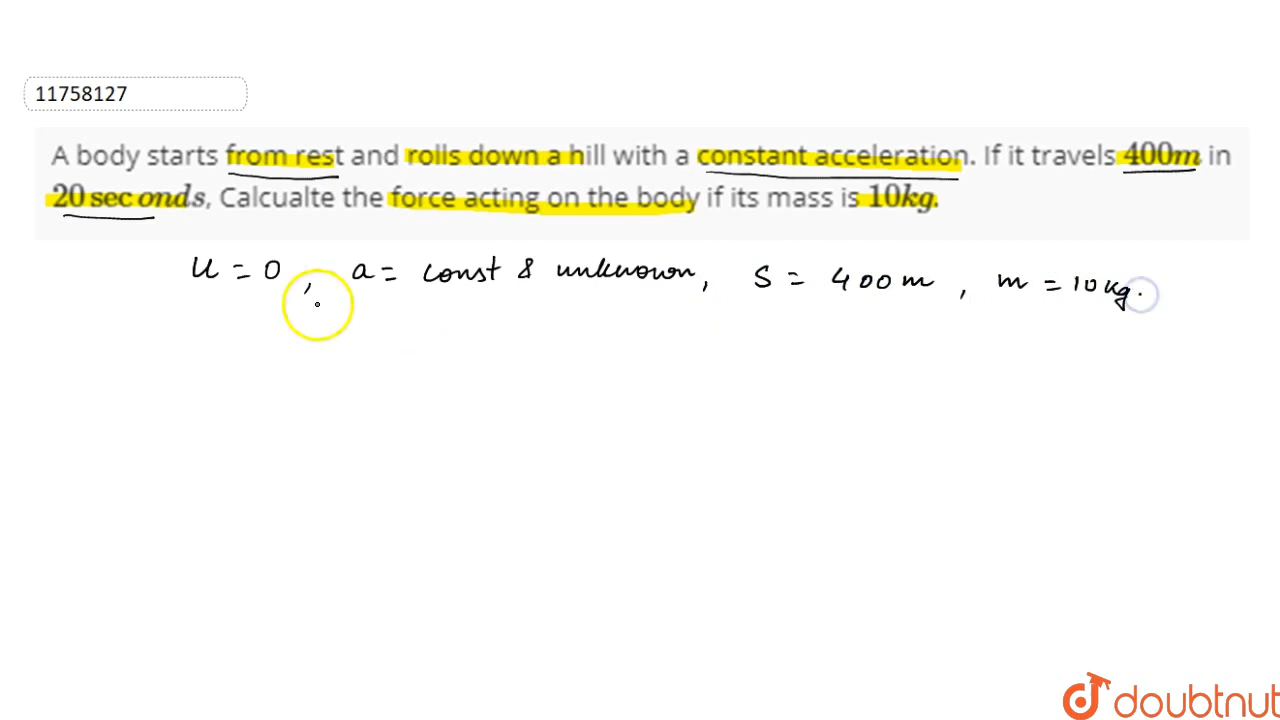 11758127
A body starts from rest and rolls down a hill with a constant acceleration. If it travels 400m in
20 sec onds, Calcualte the force acting on the body if its mass is 10kg.
u = 0 , a = const & unknown, S = 400 m , m = 10 kg.
doubtnut